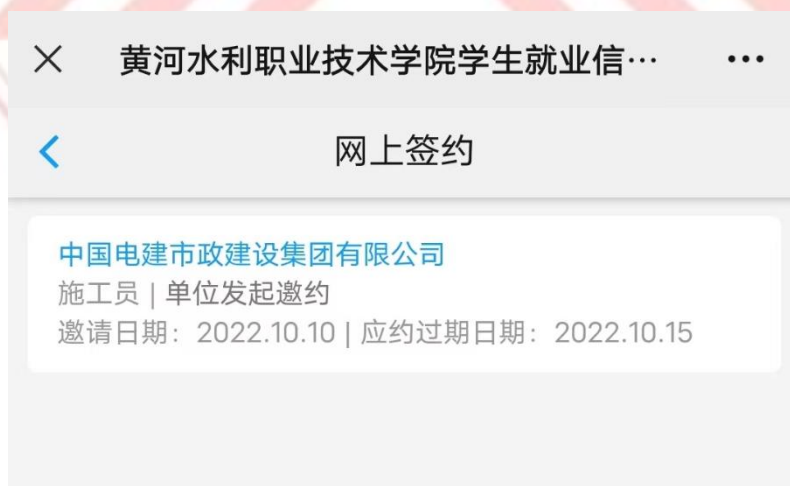 黄河水利职业技术学院学生就业信…
网上签约
中国电建市政建设集团有限公司
施工员 | 单位发起邀约
邀请日期：2022.10.10 | 应约过期日期：2022.10.15